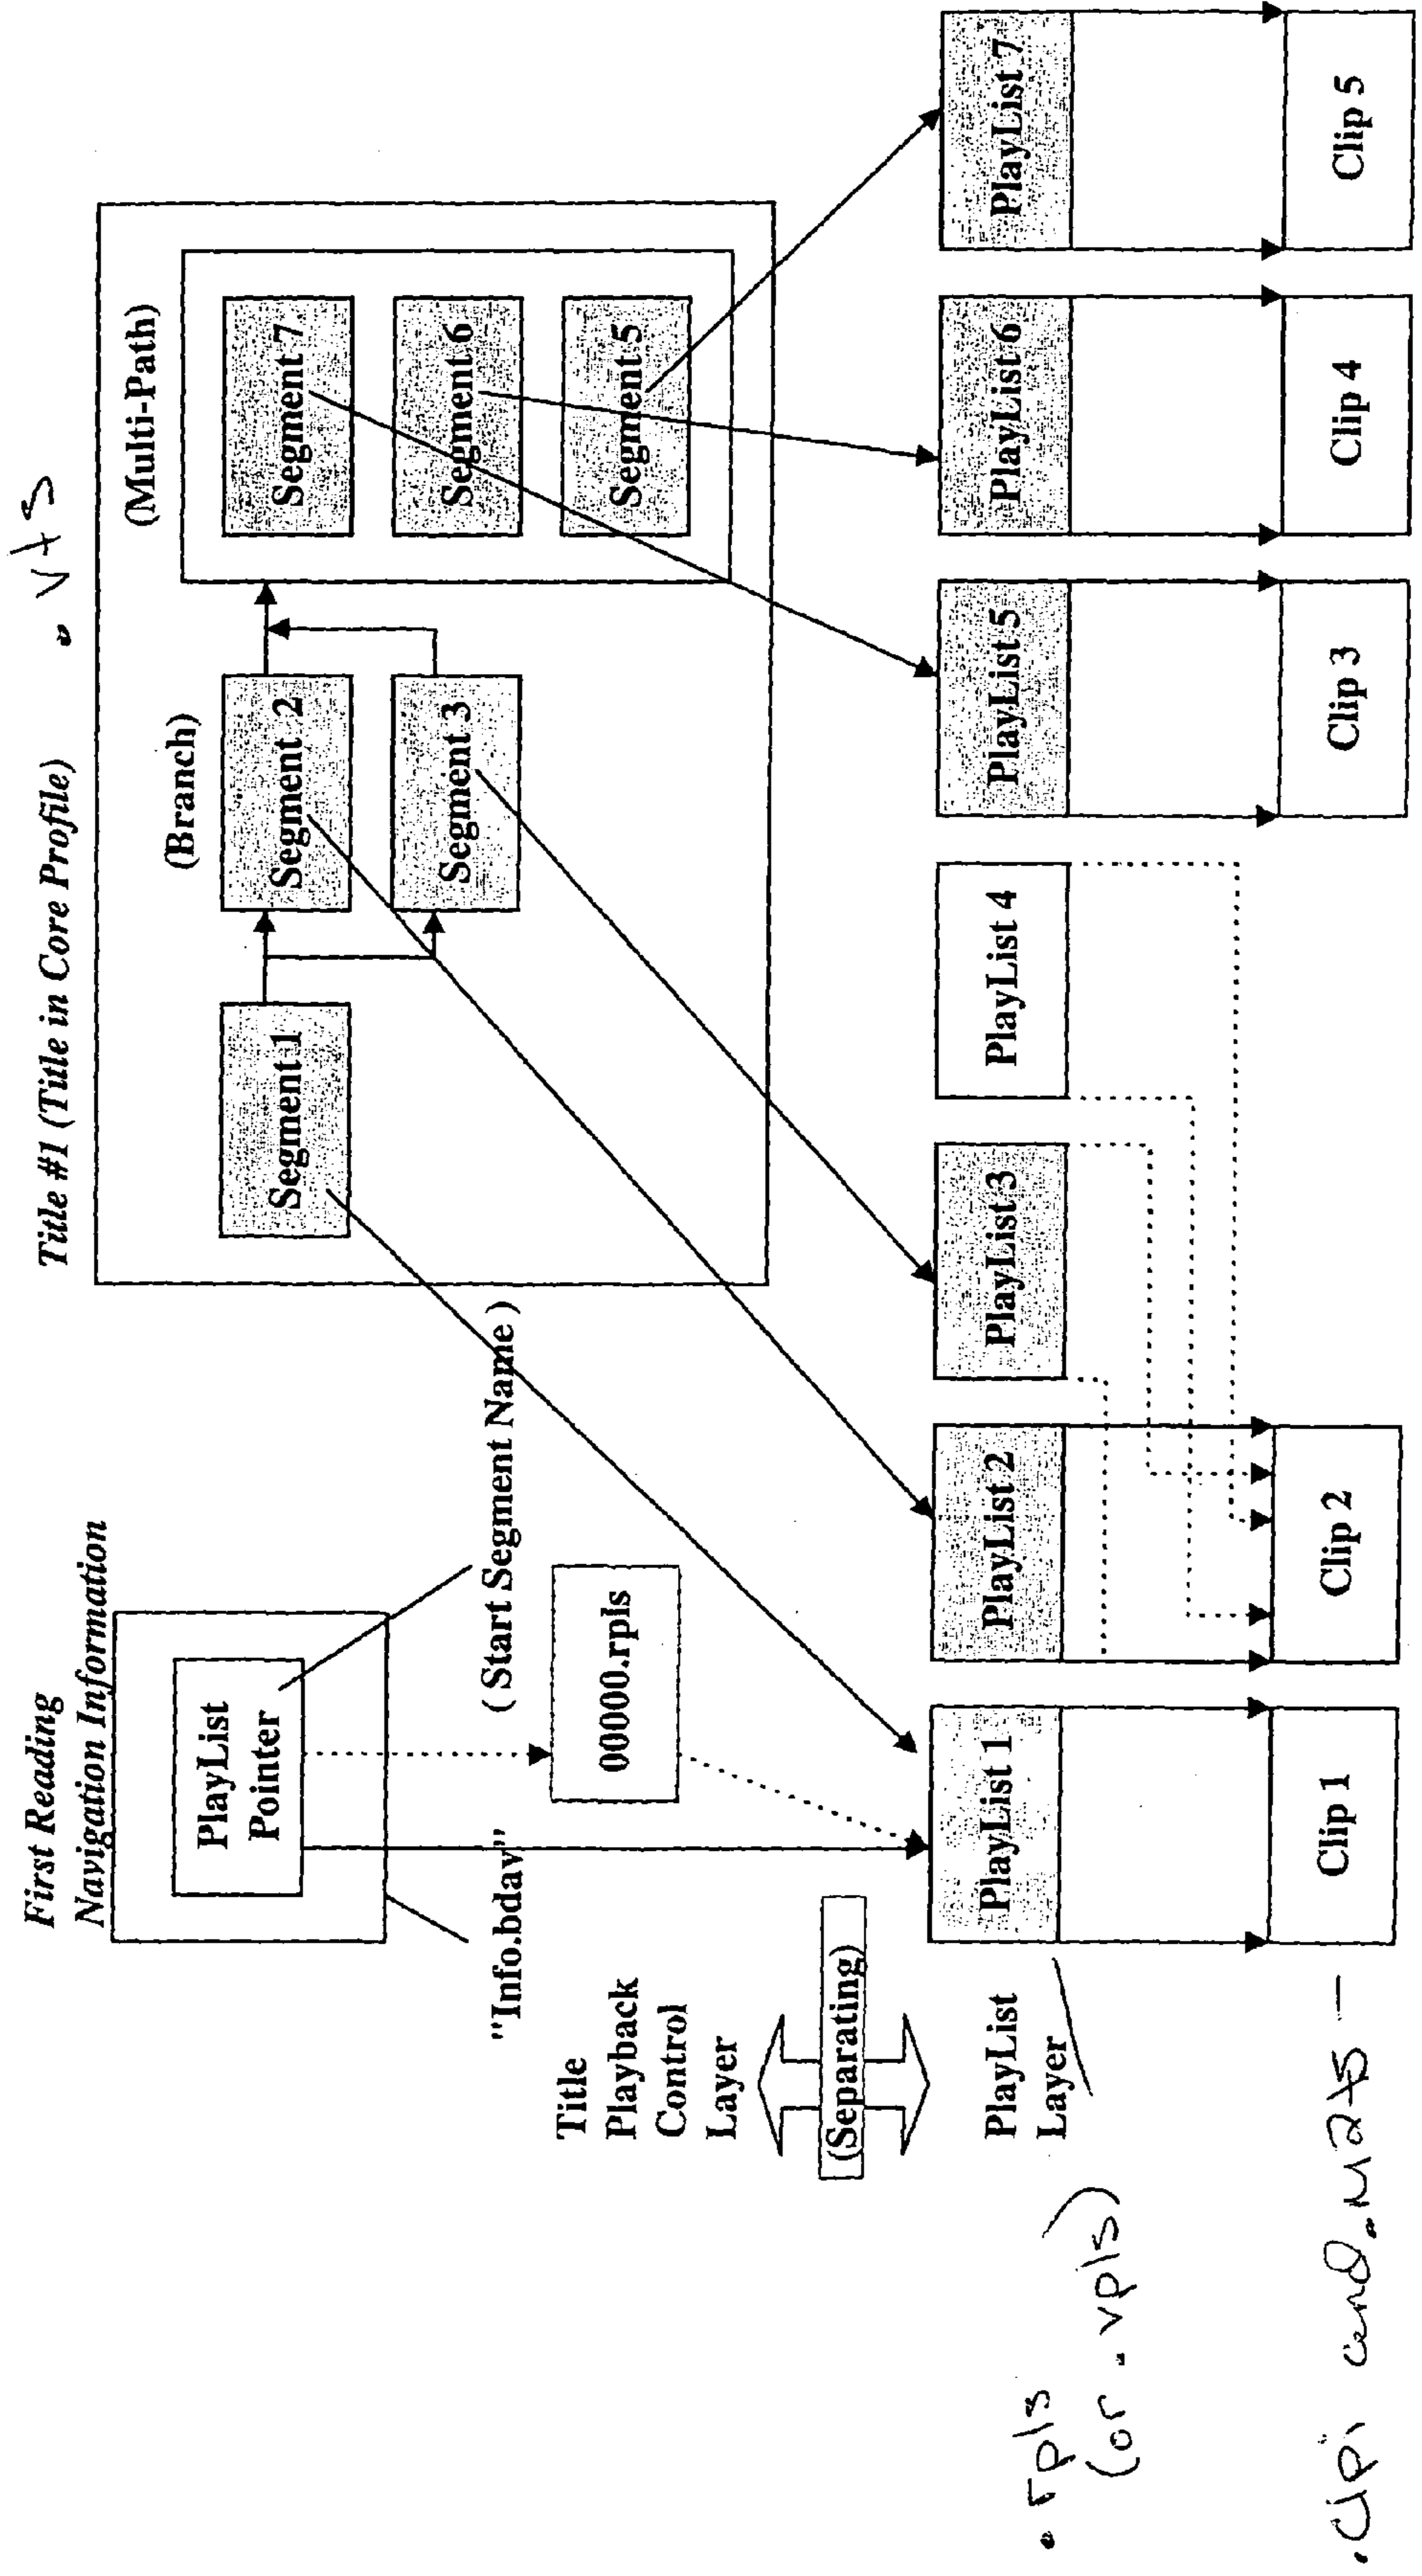 First Reading
Navigation Information
PlayList
Pointer
"Info.bday"
( Start Segment Name )
00000.rpls
Title #1 (Title in Core Profile)
. vts
(Branch)
(Multi-Path)
Segment 1
Segment 2
Segment 3
Segment 7
Segment 6
Segment 5
Title
Playback
Control
Layer
(Separating)
PlayList
Layer
. rpls
(or . vpls)
PlayList 1
PlayList 2
PlayList 3
PlayList 4
PlayList 5
PlayList 6
PlayList 7
.clpi and .m2ts
Clip 1
Clip 2
Clip 3
Clip 4
Clip 5